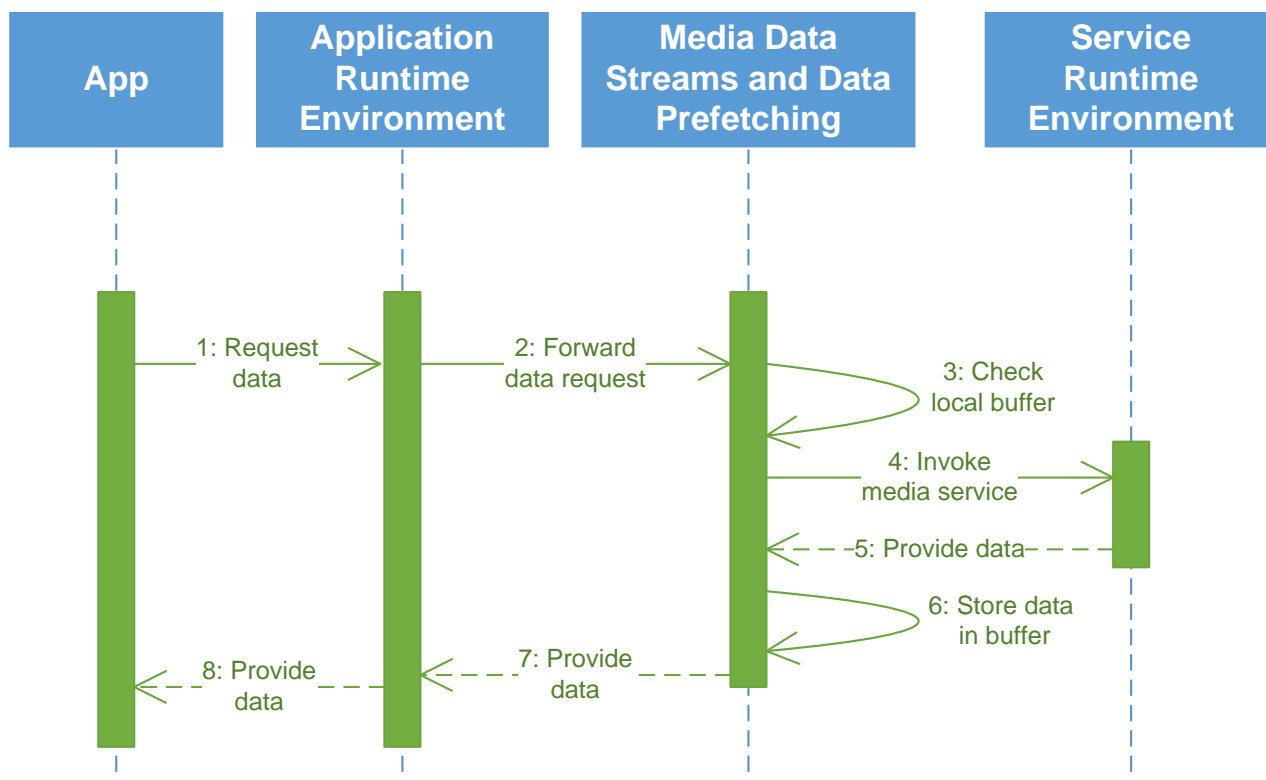 App
Application
Runtime
Environment
Media Data
Streams and Data
Prefetching
Service
Runtime
Environment
1: Request
data
2: Forward
data request
3: Check
local buffer
4: Invoke
media service
5: Provide data
6: Store data
in buffer
7: Provide
data
8: Provide
data